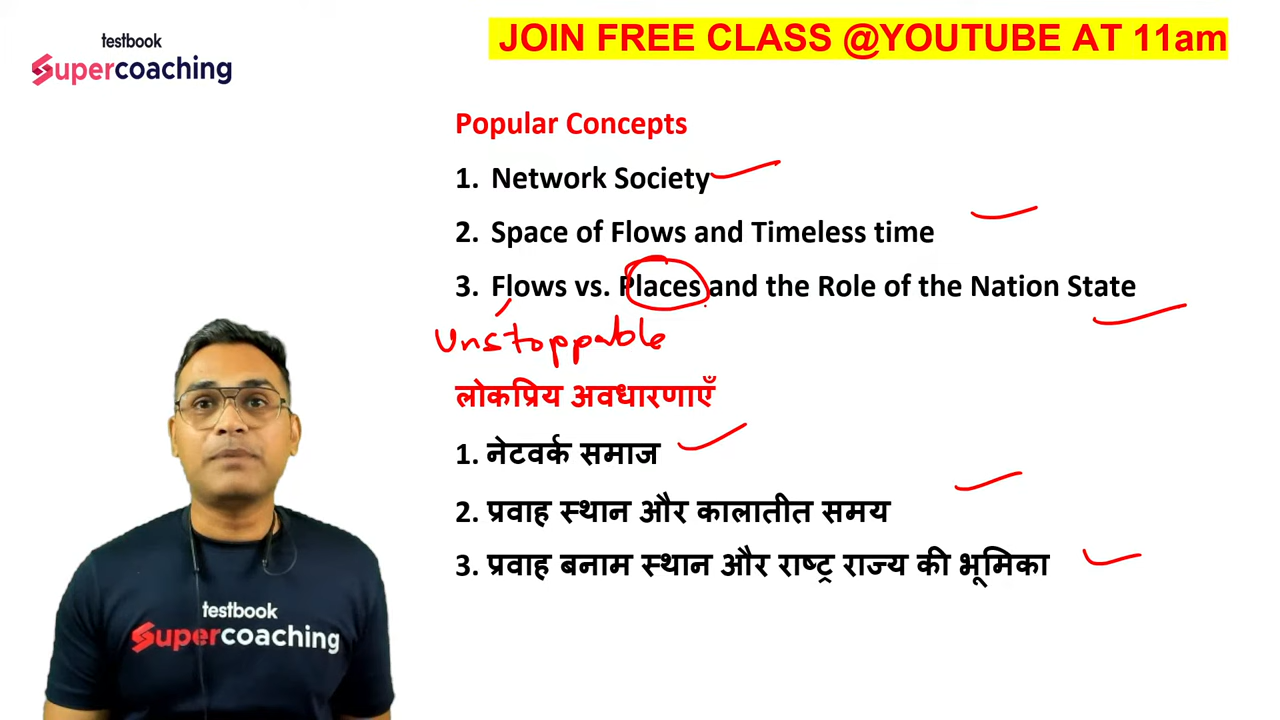 testbook
Supercoaching
JOIN FREE CLASS @YOUTUBE AT 11am
Popular Concepts
1. Network Society
2. Space of Flows and Timeless time
3. Flows vs. Places and the Role of the Nation State
Unstoppable
लोकप्रिय अवधारणाएँ
1. नेटवर्क समाज
2. प्रवाह स्थान और कालातीत समय
3. प्रवाह बनाम स्थान और राष्ट्र राज्य की भूमिका
testbook
Supercoaching